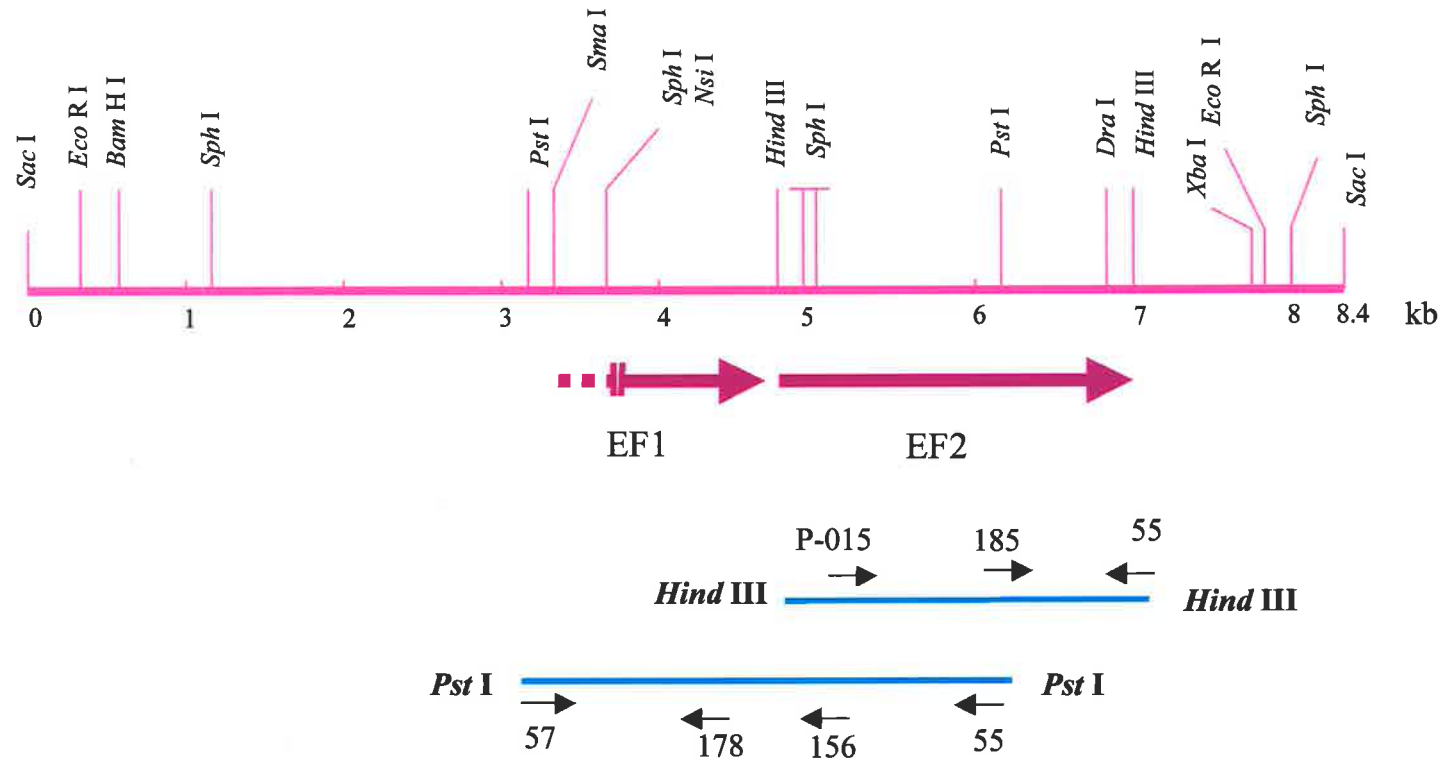 Sac I
Eco R I
Bam H I
Sph I
Pst I
Sma I
Sph I
Nsi I
Hind III
Sph I
Pst I
Dra I
Hind III
Xba I
Eco R I
Sph I
Sac I
0 1 2 3 4 5 6 7 8 8.4 kb
EF1 EF2
P-015 185 55
Hind III Hind III
Pst I Pst I
57 178 156 55